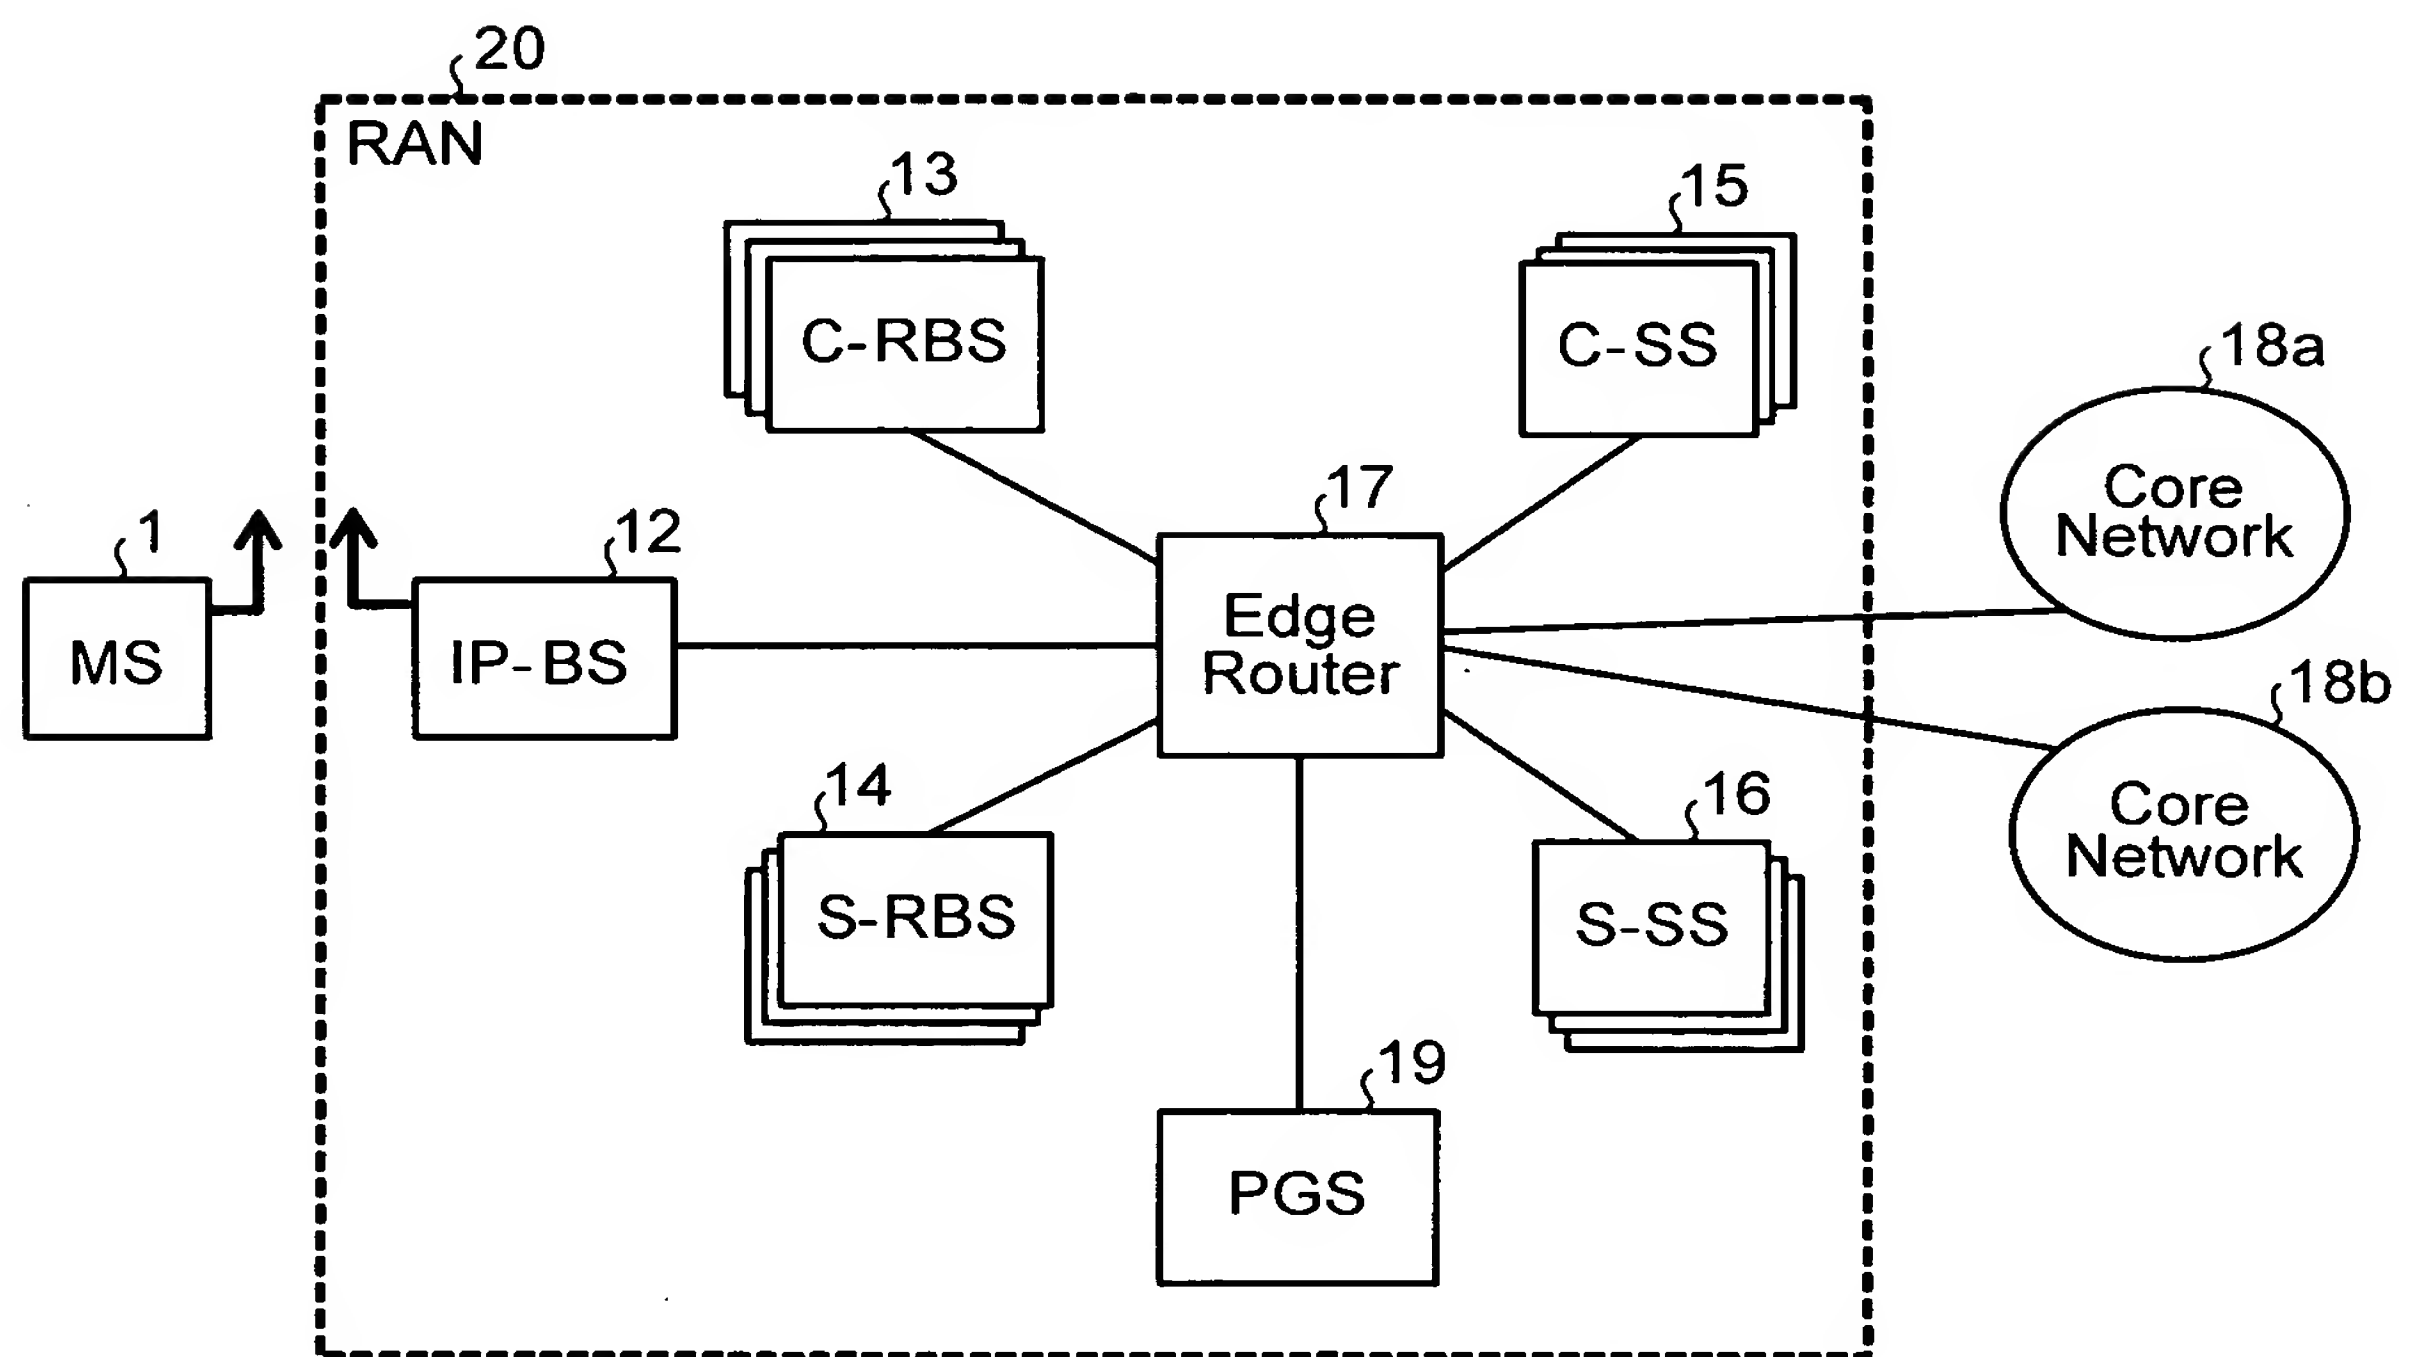 20
RAN
13
15
C-RBS
C-SS
18a
Core
Network
17
1
12
MS
IP-BS
Edge
Router
18b
Core
Network
14
16
S-RBS
S-SS
19
PGS